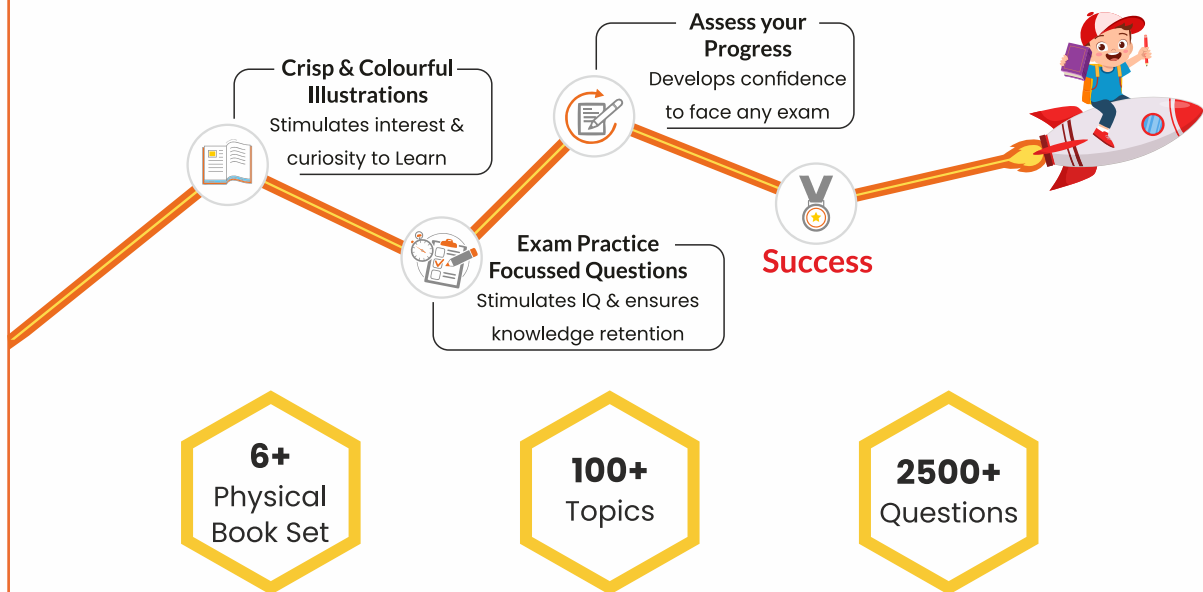 Crisp & Colourful
Illustrations
Stimulates interest &
curiosity to Learn
Exam Practice
Focussed Questions
Stimulates IQ & ensures
knowledge retention
Assess your
Progress
Develops confidence
to face any exam
Success
6+
Physical
Book Set
100+
Topics
2500+
Questions